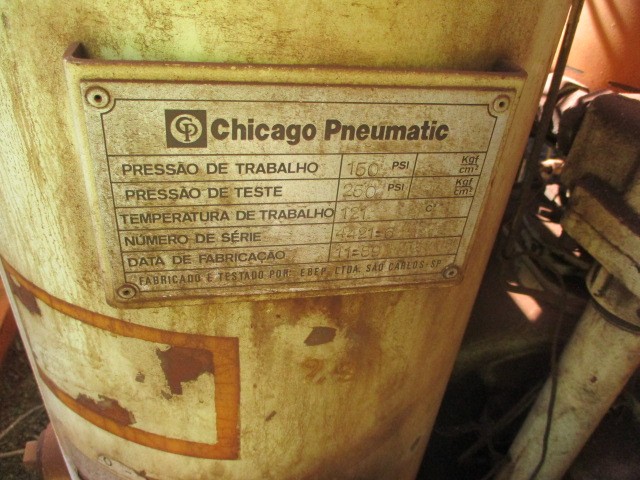 CP Chicago Pneumatic
PRESSÃO DE TRABALHO 150 PSI Kgf cm²
PRESSÃO DE TESTE PSI Kgf cm²
TEMPERATURA DE TRABALHO 121
NÚMERO DE SÉRIE
DATA DE FABRICAÇÃO
FABRICADO E TESTADO POR: LTDA. SÃO CARLOS-SP